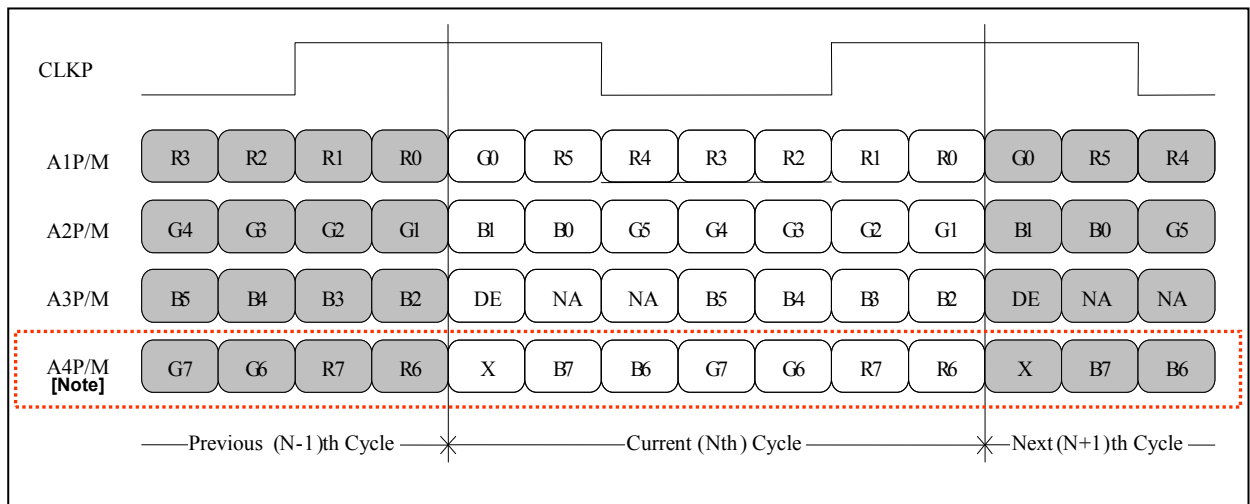 CLKP
A1P/M R3 R2 R1 R0 G0 R5 R4 R3 R2 R1 R0 G0 R5 R4
A2P/M G4 G3 G2 G1 B1 B0 G5 G4 G3 G2 G1 B1 B0 G5
A3P/M B5 B4 B3 B2 DE NA NA B5 B4 B3 B2 DE NA NA
A4P/M G7 G6 R7 R6 X B7 B6 G7 G6 R7 R6 X B7 B6
[Note]
Previous (N-1)th Cycle Current (Nth) Cycle Next (N+1)th Cycle